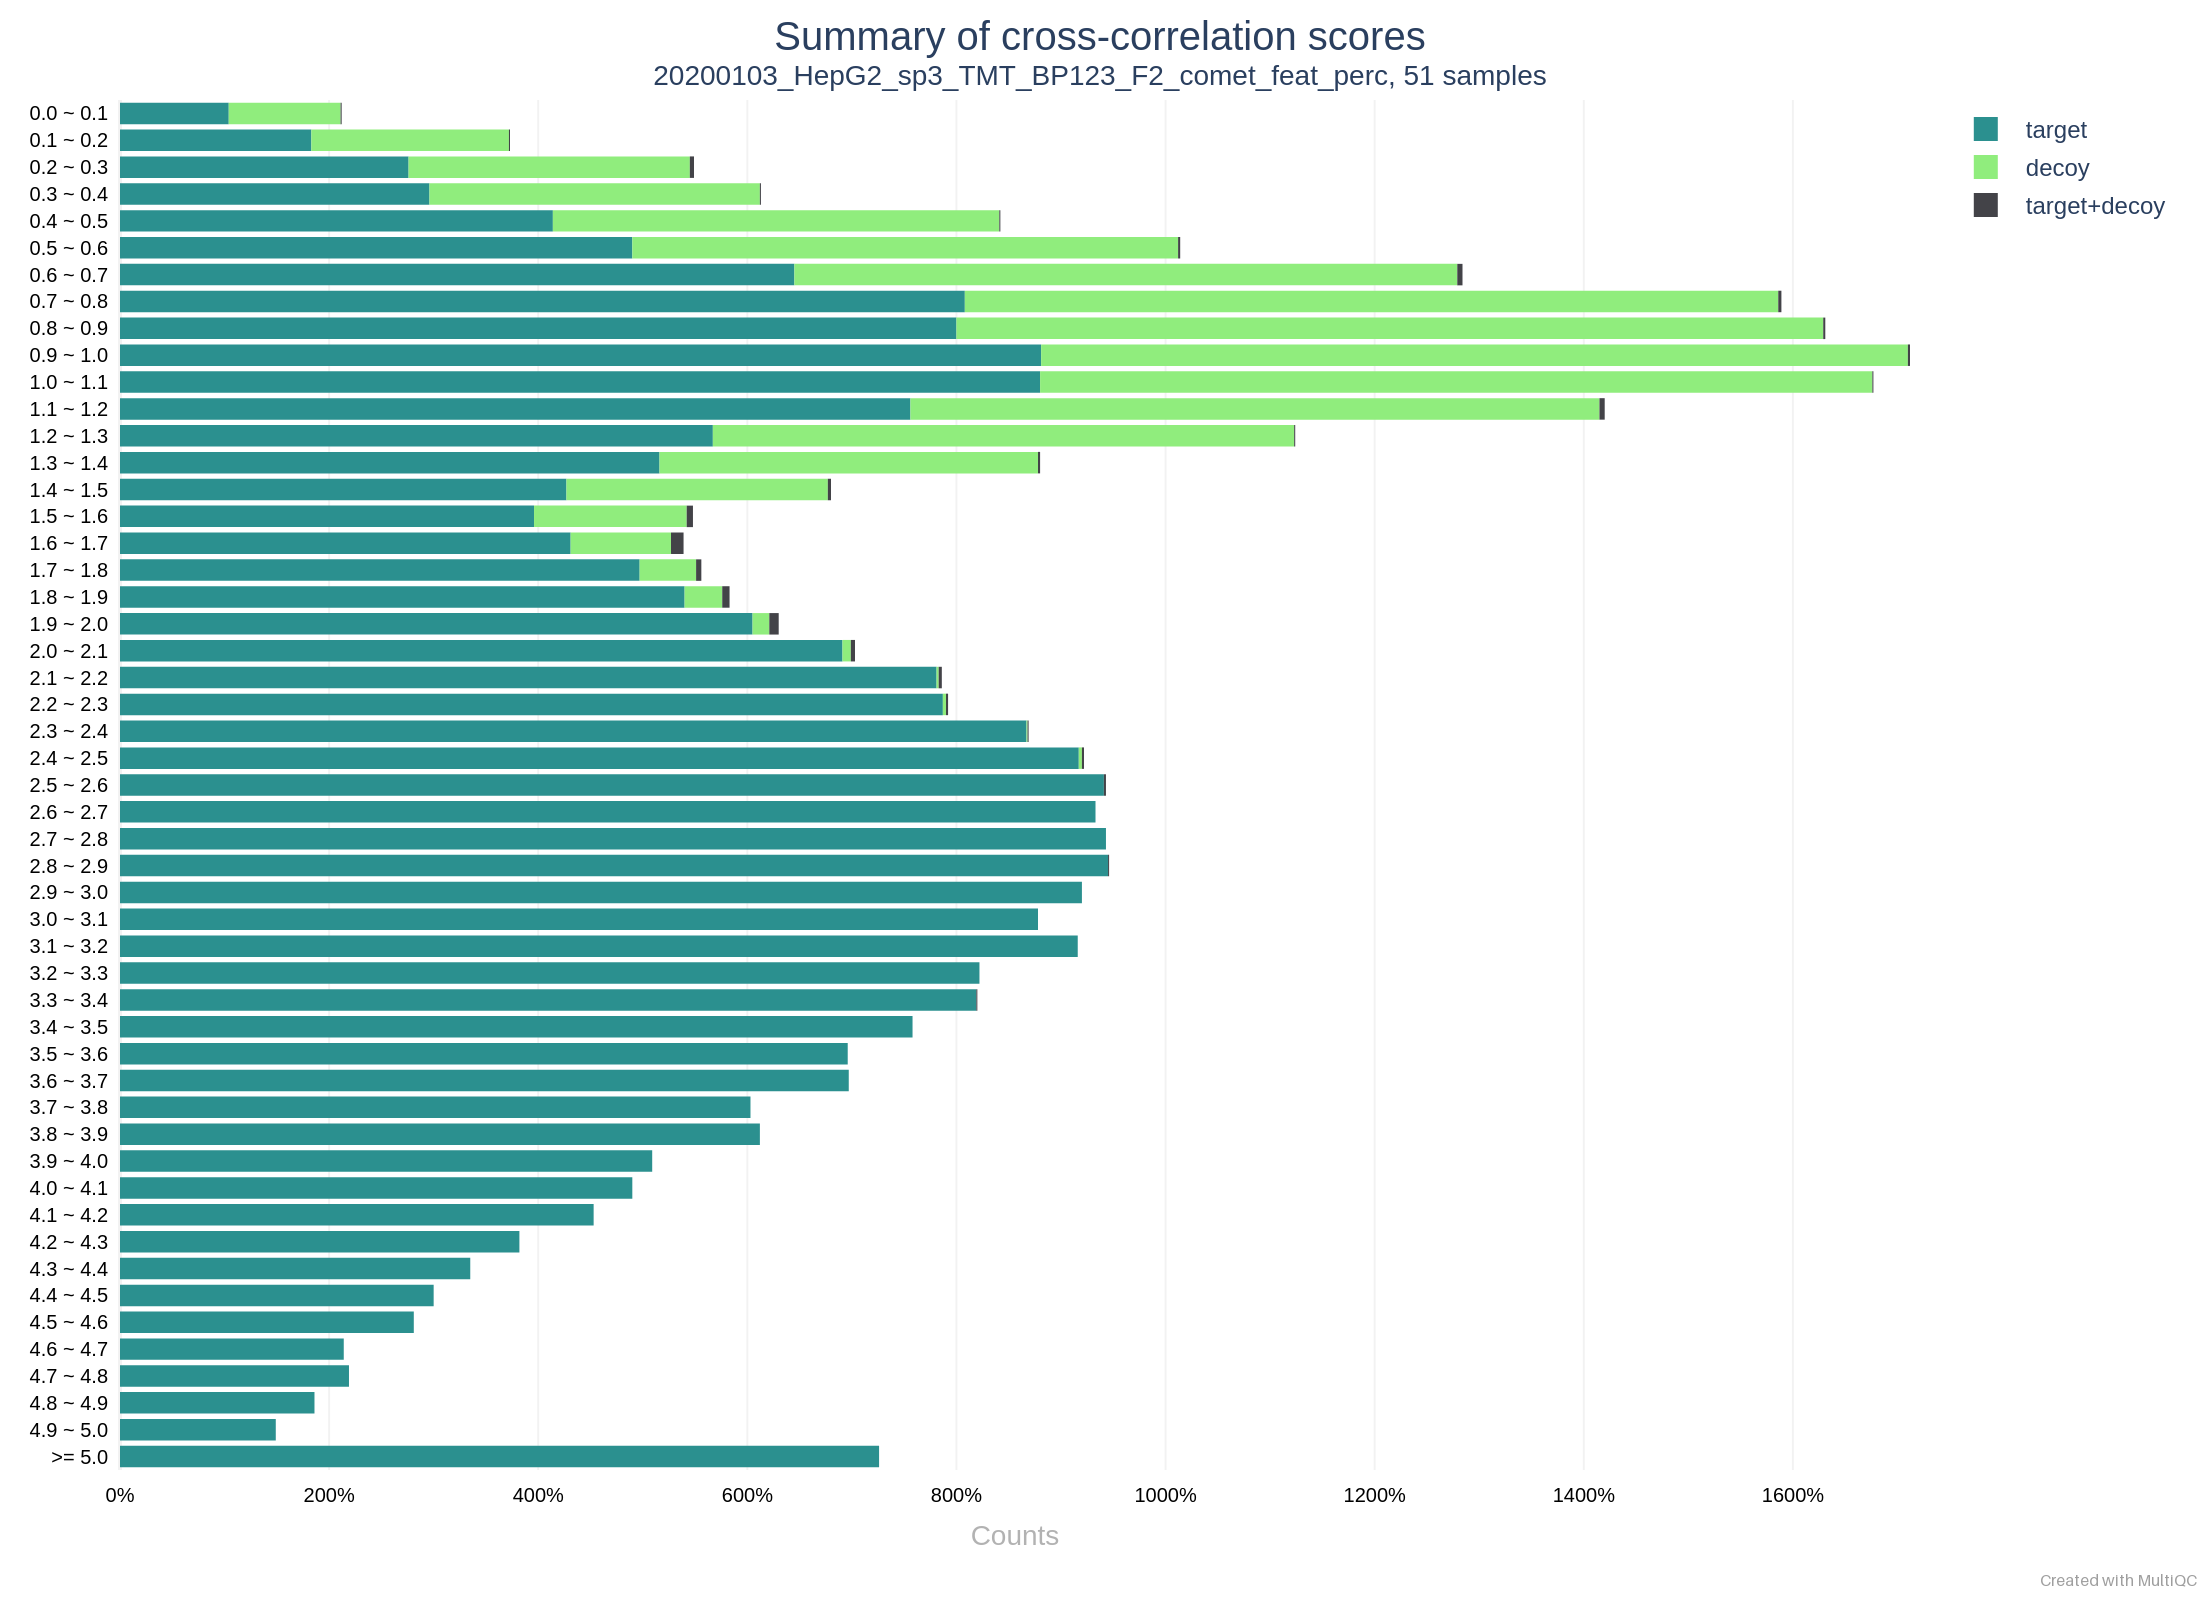 Summary of cross-correlation scores
20200103_HepG2_sp3_TMT_BP123_F2_comet_feat_perc, 51 samples
target
decoy
target+decoy
0.0 ~ 0.1
0.1 ~ 0.2
0.2 ~ 0.3
0.3 ~ 0.4
0.4 ~ 0.5
0.5 ~ 0.6
0.6 ~ 0.7
0.7 ~ 0.8
0.8 ~ 0.9
0.9 ~ 1.0
1.0 ~ 1.1
1.1 ~ 1.2
1.2 ~ 1.3
1.3 ~ 1.4
1.4 ~ 1.5
1.5 ~ 1.6
1.6 ~ 1.7
1.7 ~ 1.8
1.8 ~ 1.9
1.9 ~ 2.0
2.0 ~ 2.1
2.1 ~ 2.2
2.2 ~ 2.3
2.3 ~ 2.4
2.4 ~ 2.5
2.5 ~ 2.6
2.6 ~ 2.7
2.7 ~ 2.8
2.8 ~ 2.9
2.9 ~ 3.0
3.0 ~ 3.1
3.1 ~ 3.2
3.2 ~ 3.3
3.3 ~ 3.4
3.4 ~ 3.5
3.5 ~ 3.6
3.6 ~ 3.7
3.7 ~ 3.8
3.8 ~ 3.9
3.9 ~ 4.0
4.0 ~ 4.1
4.1 ~ 4.2
4.2 ~ 4.3
4.3 ~ 4.4
4.4 ~ 4.5
4.5 ~ 4.6
4.6 ~ 4.7
4.7 ~ 4.8
4.8 ~ 4.9
4.9 ~ 5.0
>= 5.0
0% 200% 400% 600% 800% 1000% 1200% 1400% 1600%
Counts
Created with MultiQC